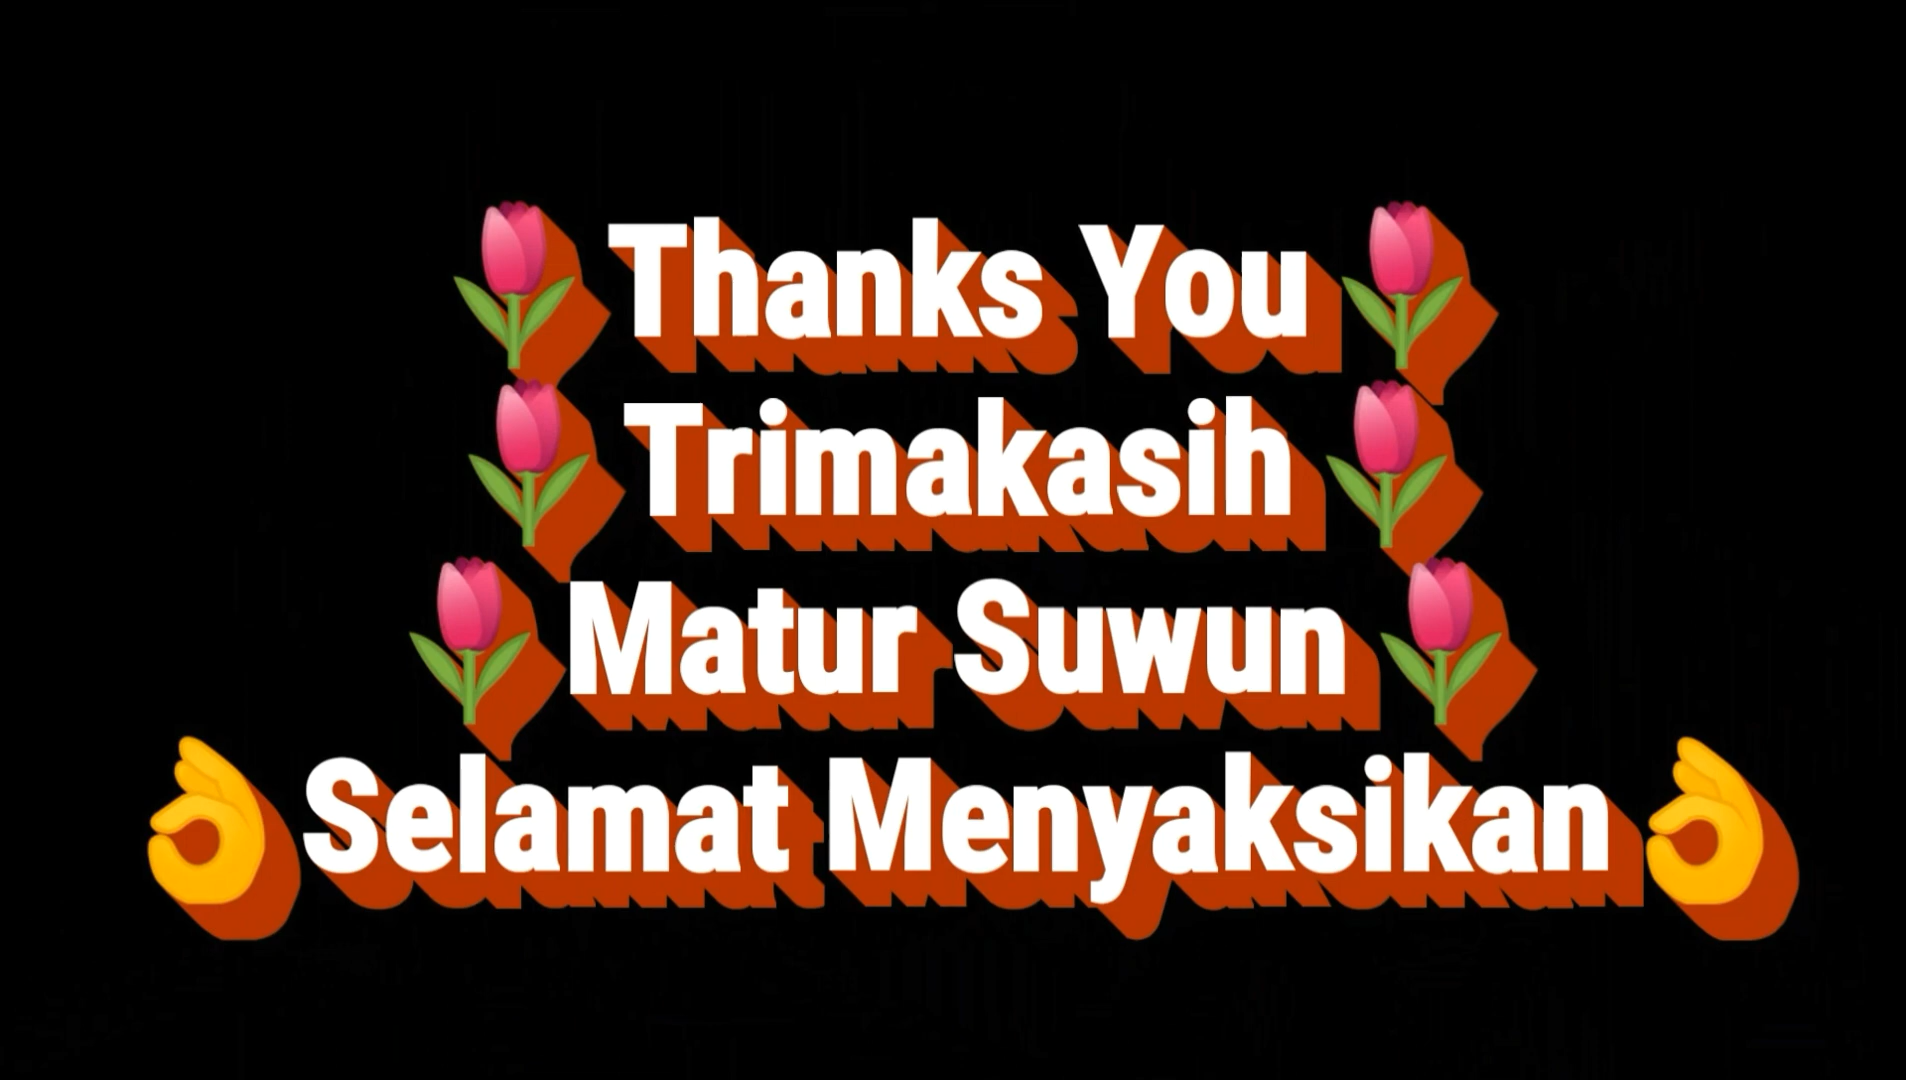 🌷Thanks You🌷
🌷Trimakasih🌷
🌷Matur Suwun🌷
👌Selamat Menyaksikan👌